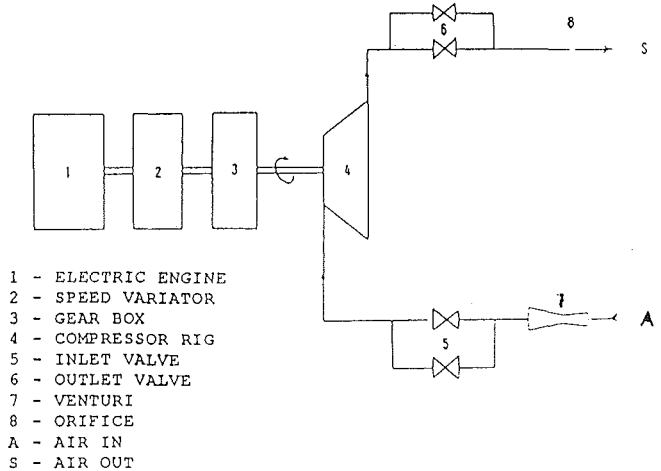 6
8
S
1
2
3
4
7
A
5
1 - ELECTRIC ENGINE
2 - SPEED VARIATOR
3 - GEAR BOX
4 - COMPRESSOR RIG
5 - INLET VALVE
6 - OUTLET VALVE
7 - VENTURI
8 - ORIFICE
A - AIR IN
S - AIR OUT